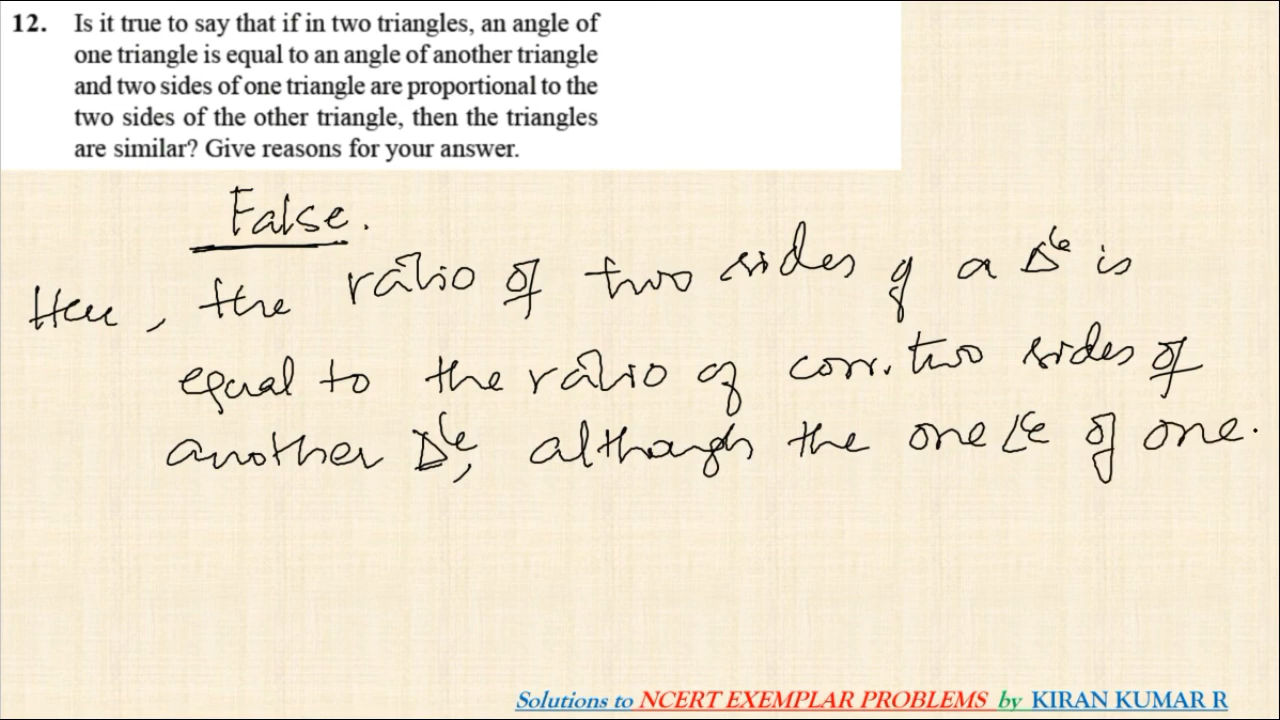 12. Is it true to say that if in two triangles, an angle of
one triangle is equal to an angle of another triangle
and two sides of one triangle are proportional to the
two sides of the other triangle, then the triangles
are similar? Give reasons for your answer.
False.
Here, the ratio of two sides of a Δle is
equal to the ratio of corr. two sides of
another Δle, although the one ∠e of one.
Solutions to NCERT EXEMPLAR PROBLEMS by KIRAN KUMAR R